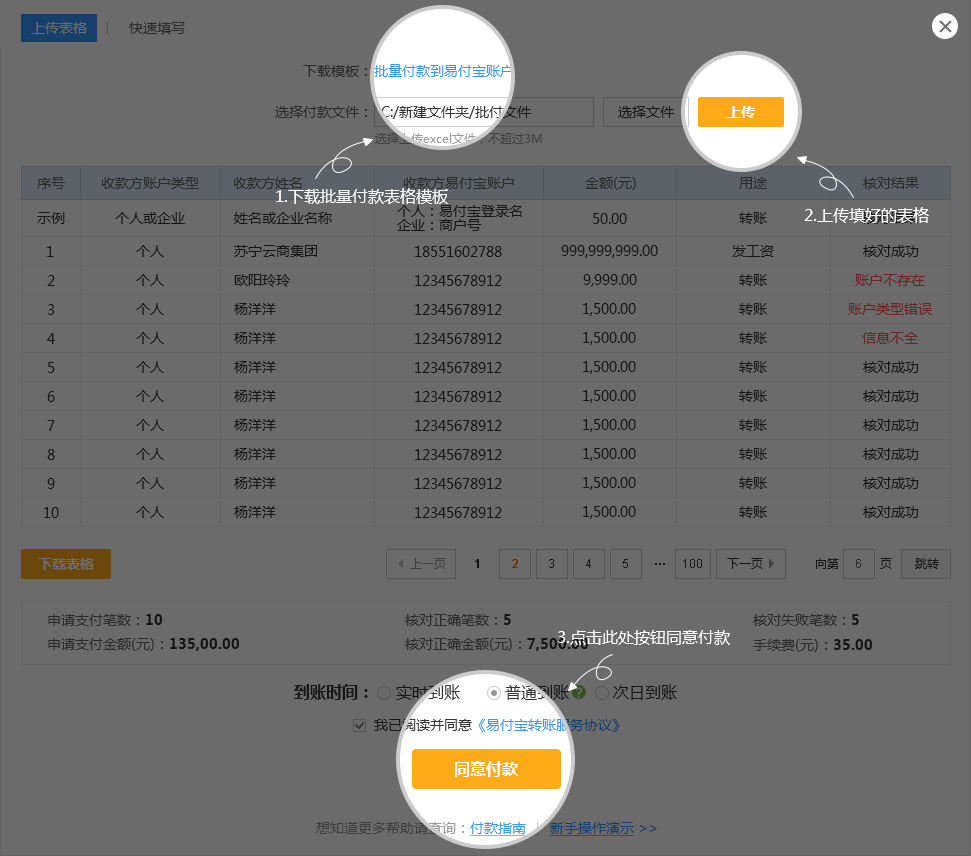 上传表格 | 快速填写
下载模板：批量付款到易付宝账户
选择付款文件：C:/新建文件夹/批付文件 选择文件 上传
选择上传excel文件，不超过3M
1.下载批量付款表格模板
2.上传填好的表格
序号 收款方账户类型 收款方姓名 收款方易付宝账户 金额(元) 用途 核对结果
示例 个人或企业 姓名或企业名称 个人：易付宝登录名 50.00 转账
企业：商户号
1 个人 苏宁云商集团 18551602788 999,999,999.00 发工资 核对成功
2 个人 欧阳玲玲 12345678912 9,999.00 转账 账户不存在
3 个人 杨洋洋 12345678912 1,500.00 转账 账户类型错误
4 个人 杨洋洋 12345678912 1,500.00 转账 信息不全
5 个人 杨洋洋 12345678912 1,500.00 转账 核对成功
6 个人 杨洋洋 12345678912 1,500.00 转账 核对成功
7 个人 杨洋洋 12345678912 1,500.00 转账 核对成功
8 个人 杨洋洋 12345678912 1,500.00 转账 核对成功
9 个人 杨洋洋 12345678912 1,500.00 转账 核对成功
10 个人 杨洋洋 12345678912 1,500.00 转账 核对成功
下载表格 上一页 1 2 3 4 5 ··· 100 下一页 向第 6 页 跳转
申请支付笔数：10 核对正确笔数：5 核对失败笔数：5
申请支付金额(元)：135,00.00 核对正确金额(元)：7,500.00 手续费(元)：35.00
3.点击此处按钮同意付款
到账时间： 实时到账 普通到账 ? 次日到账
我已阅读并同意《易付宝转账服务协议》
同意付款
想知道更多帮助请查询：付款指南 | 新手操作演示 >>